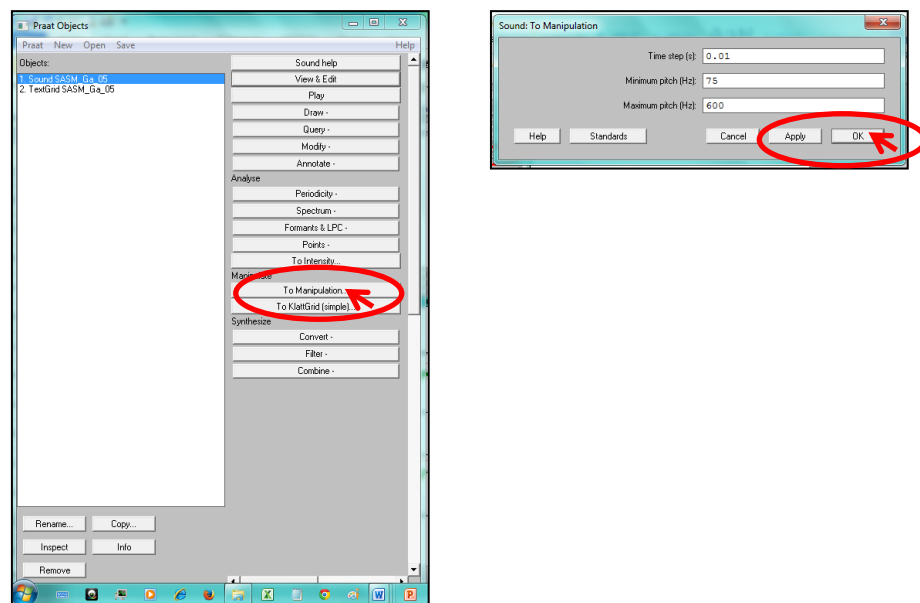 Praat Objects
Praat New Open Save Help
Objects:
1. Sound SASM_Ga_05
2. TextGrid SASM_Ga_05
Sound help
View & Edit
Play
Draw -
Query -
Modify -
Annotate -
Analyse
Periodicity -
Spectrum -
Formants & LPC -
Points -
To Intensity...
Manipulate
To Manipulation...
To KlattGrid (simple)...
Synthesize
Convert -
Filter -
Combine -
Rename... Copy...
Inspect Info
Remove
Sound: To Manipulation
Time step (s): 0.01
Minimum pitch (Hz): 75
Maximum pitch (Hz): 600
Help Standards Cancel Apply OK